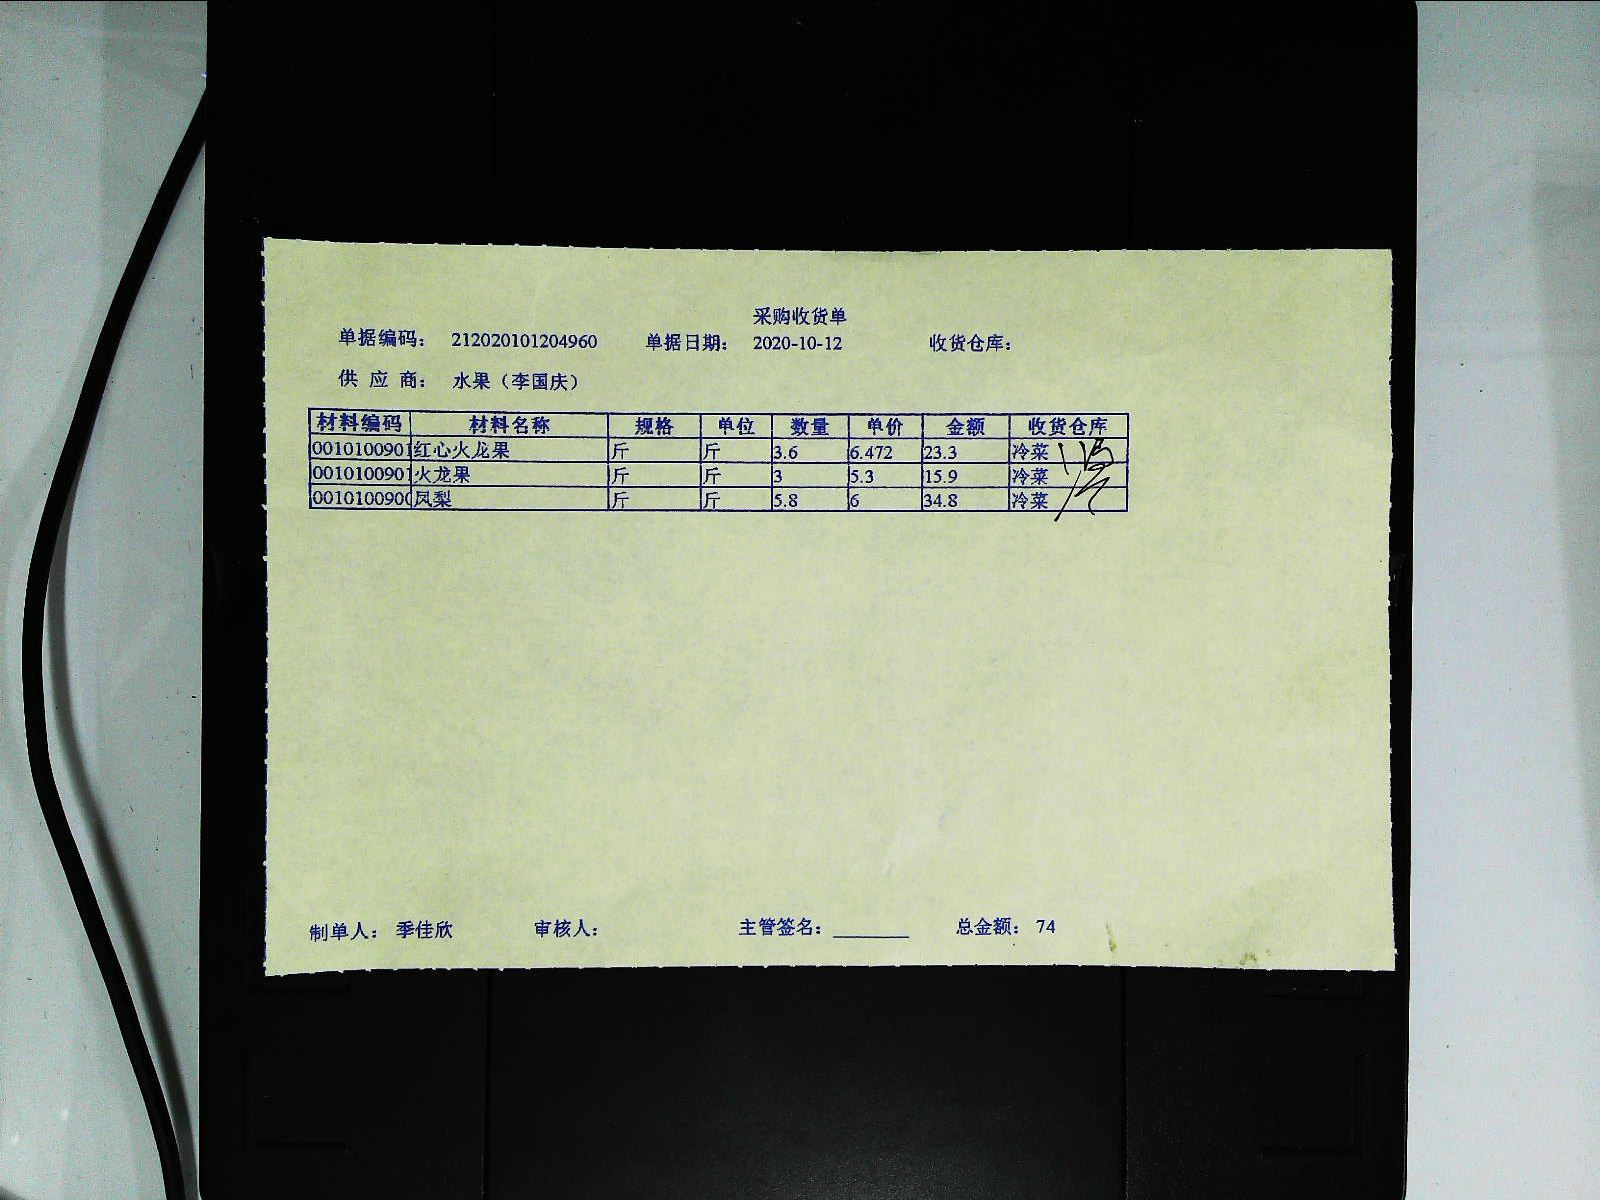 采购收货单
单据编码: 212020101204960 单据日期: 2020-10-12 收货仓库:
供 应 商: 水果（李国庆）
材料编码 材料名称 规格 单位 数量 单价 金额 收货仓库
001010090 红心火龙果 斤 斤 3.6 6.472 23.3 冷菜
001010090 火龙果 斤 斤 3 5.3 15.9 冷菜
001010090 凤梨 斤 斤 5.8 6 34.8 冷菜
制单人: 季佳欣 审核人: 主管签名: ________ 总金额: 74